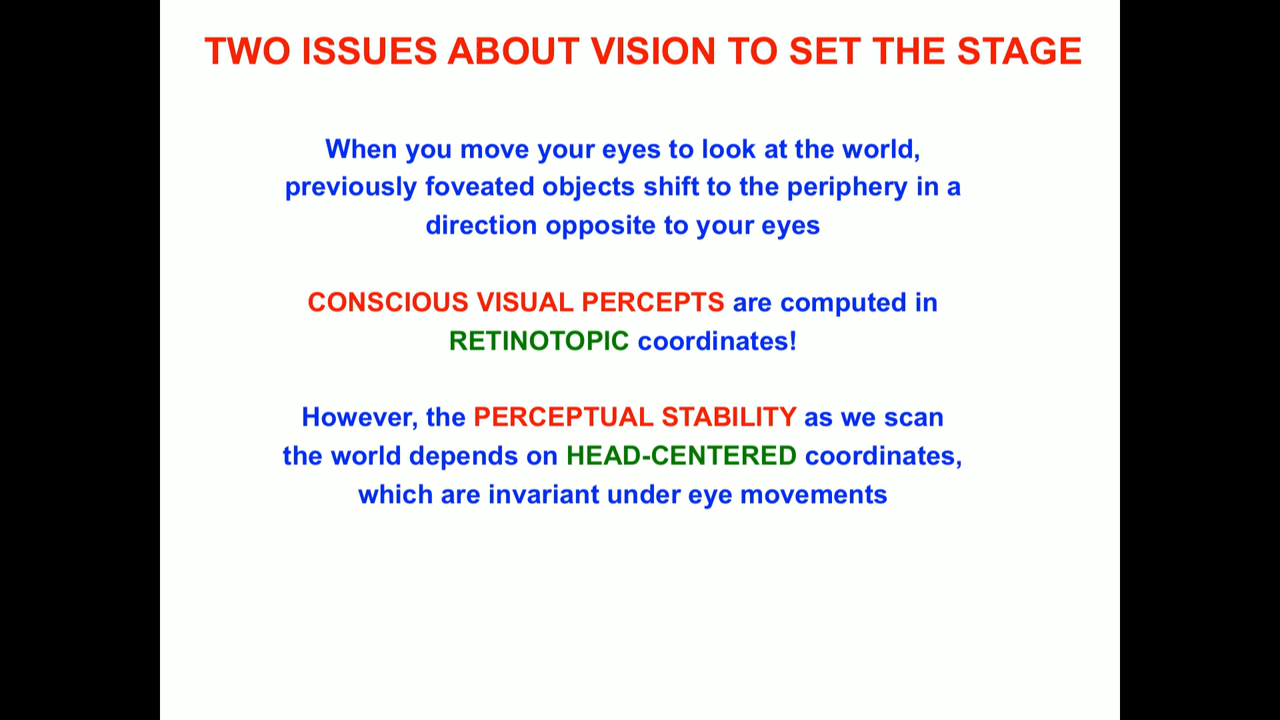 TWO ISSUES ABOUT VISION TO SET THE STAGE
When you move your eyes to look at the world,
previously foveated objects shift to the periphery in a
direction opposite to your eyes
CONSCIOUS VISUAL PERCEPTS are computed in
RETINOTOPIC coordinates!
However, the PERCEPTUAL STABILITY as we scan
the world depends on HEAD-CENTERED coordinates,
which are invariant under eye movements